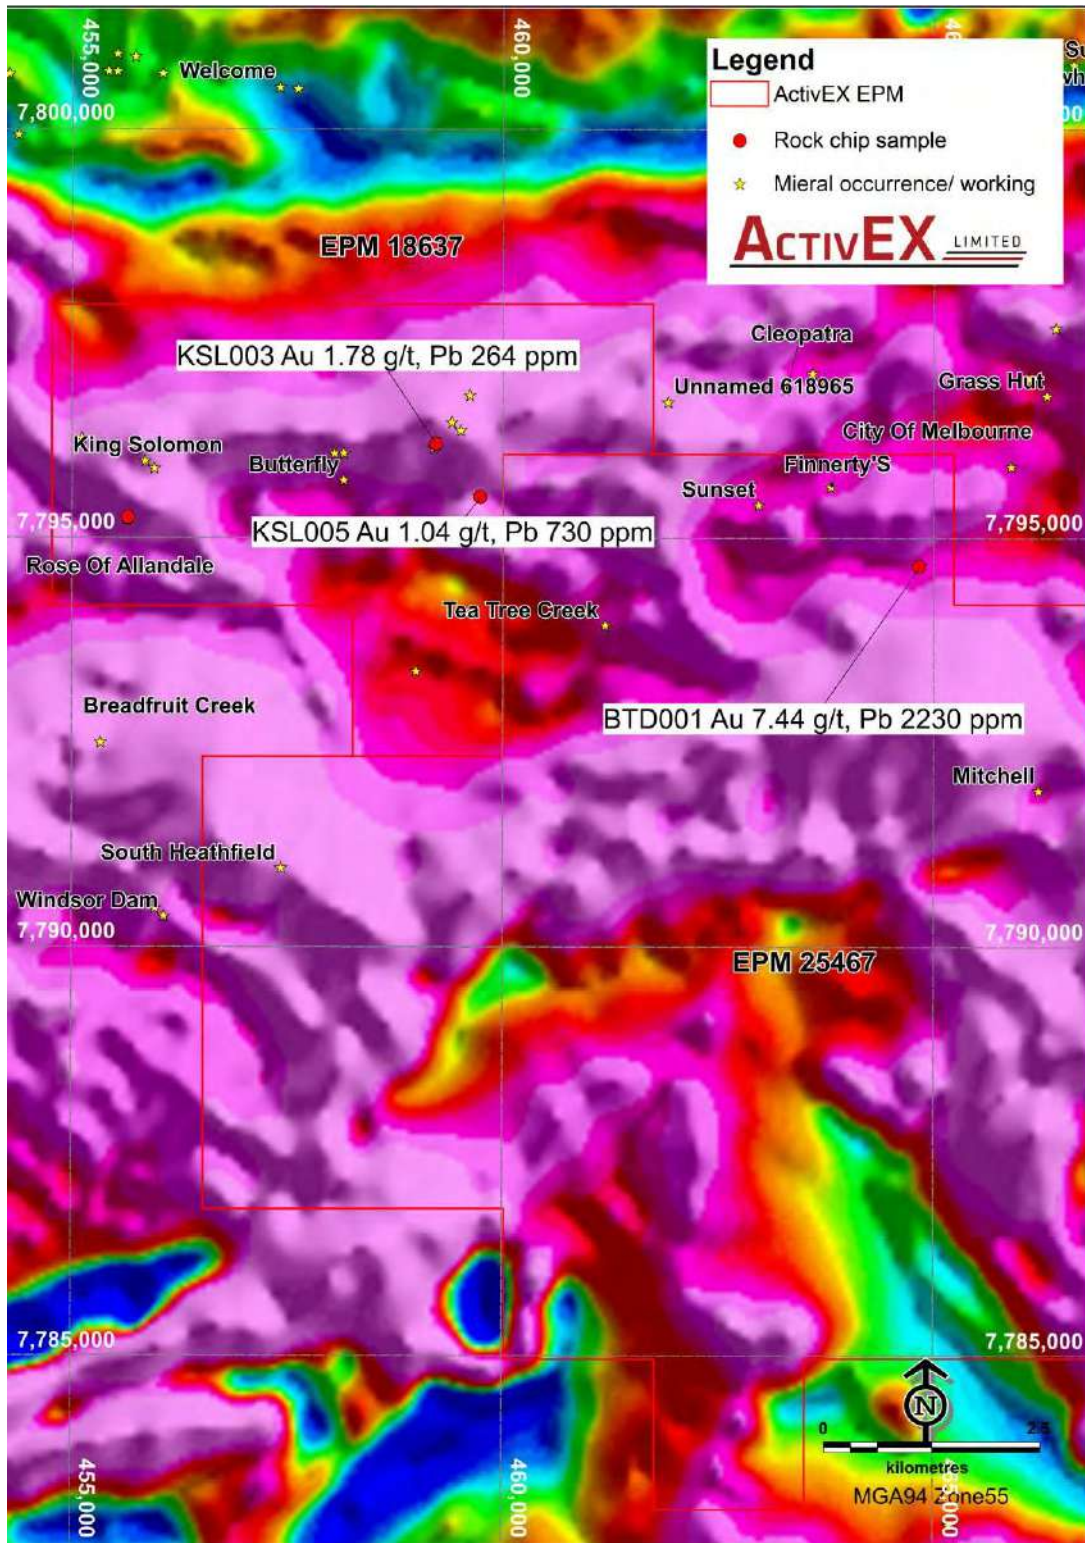 455,000
460,000
Welcome
7,800,000
Legend
ActivEX EPM
Rock chip sample
Mieral occurrence/ working
ACTIVEX LIMITED
EPM 18637
KSL003 Au 1.78 g/t, Pb 264 ppm
Cleopatra
Unnamed 618965
Grass Hut
King Solomon
City Of Melbourne
Butterfly
Finnerty'S
Sunset
7,795,000
7,795,000
KSL005 Au 1.04 g/t, Pb 730 ppm
Rose Of Allandale
Tea Tree Creek
Breadfruit Creek
BTD001 Au 7.44 g/t, Pb 2230 ppm
Mitchell
South Heathfield
Windsor Dam
7,790,000
7,790,000
EPM 25467
7,785,000
7,785,000
N
0 2.5
kilometres
MGA94 Zone55
455,000
460,000
465,000